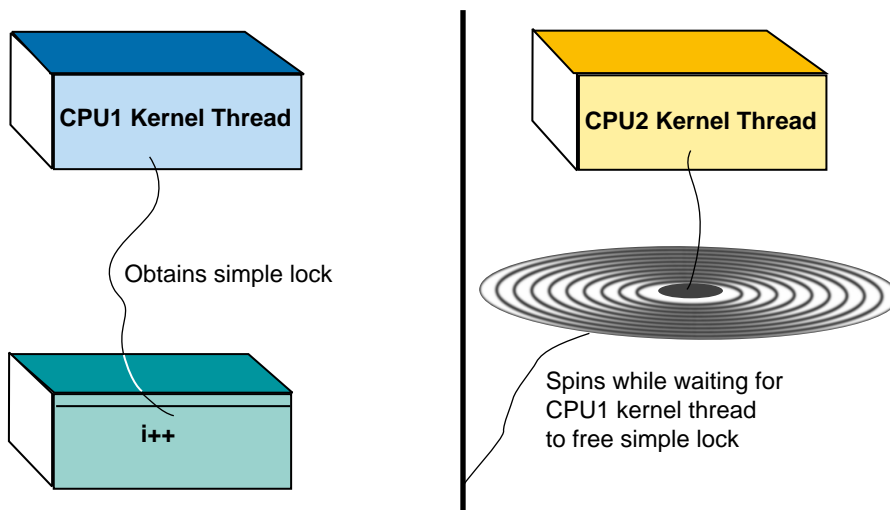 CPU1 Kernel Thread
Obtains simple lock
i++
CPU2 Kernel Thread
Spins while waiting for
CPU1 kernel thread
to free simple lock